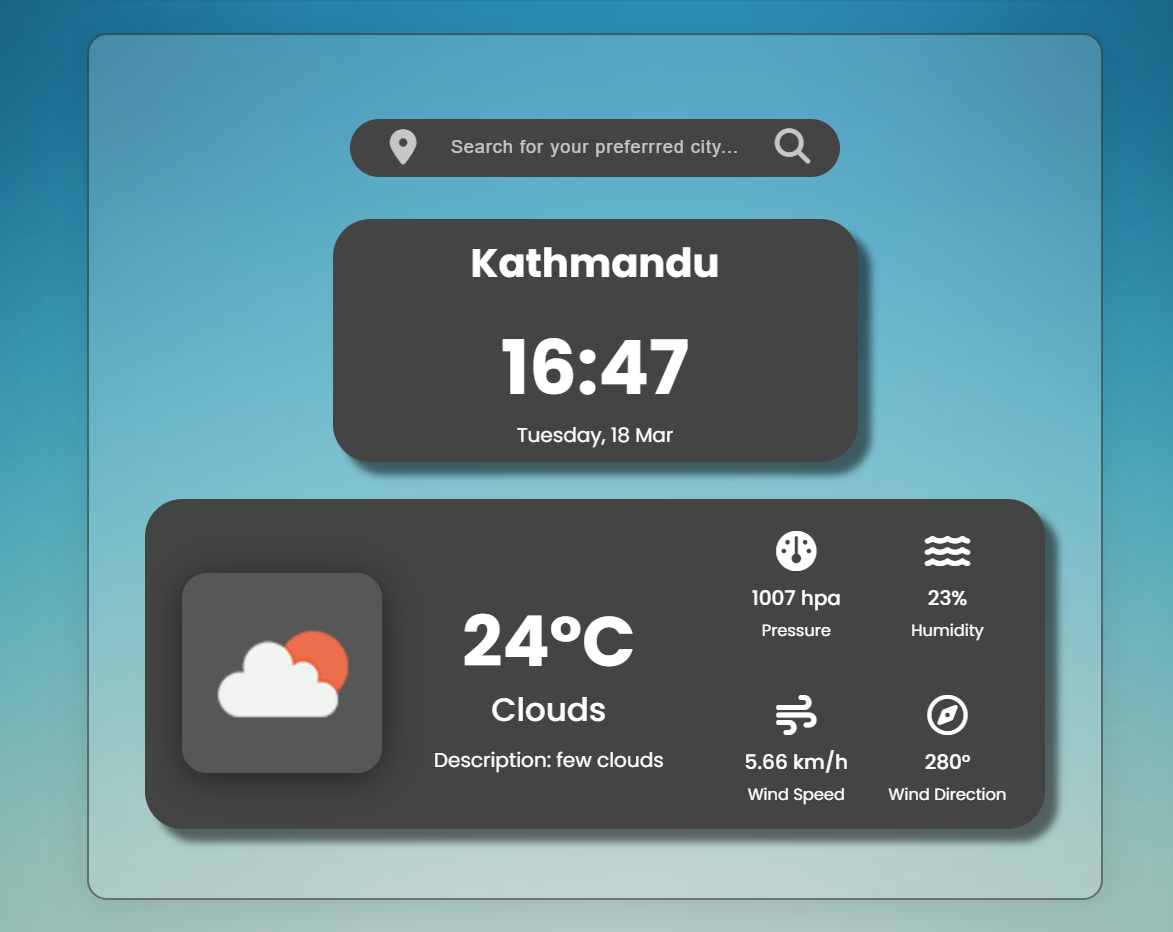 Search for your preferrred city...
Kathmandu
16:47
Tuesday, 18 Mar
24°C
Clouds
Description: few clouds
1007 hpa
Pressure
23%
Humidity
5.66 km/h
Wind Speed
280°
Wind Direction